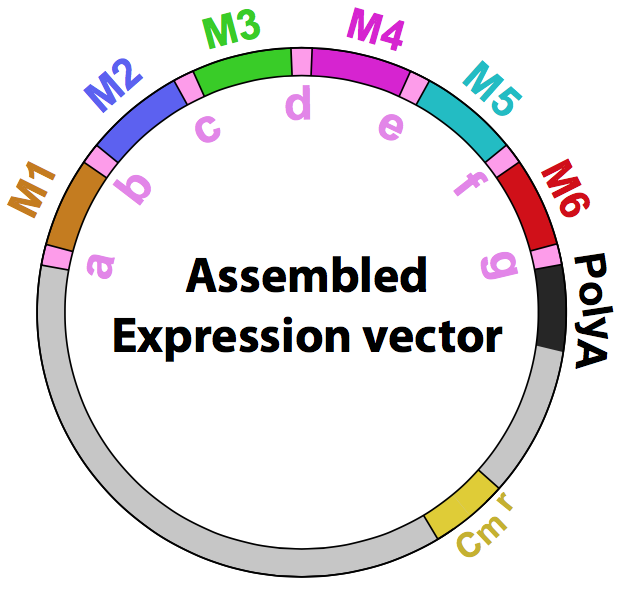 M1
M2
M3
M4
M5
M6
PolyA
a
b
c
d
e
f
g
Assembled
Expression vector
Cm r